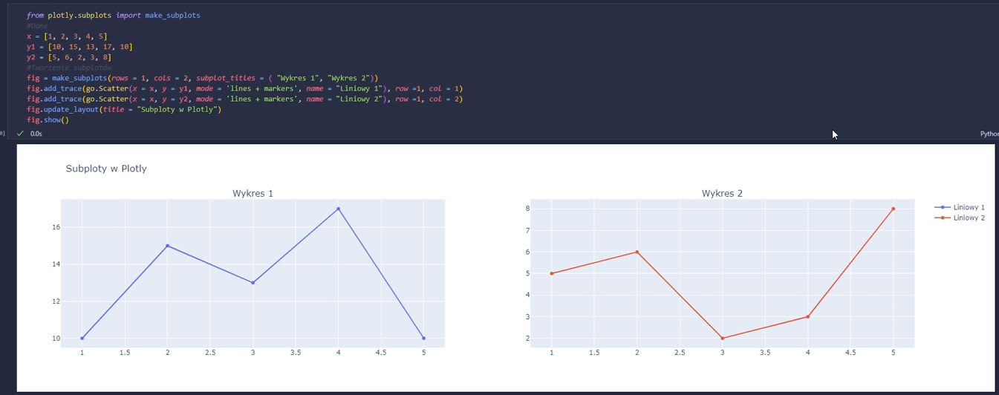 from plotly.subplots import make_subplots
#Dane
x = [1, 2, 3, 4, 5]
y1 = [10, 15, 13, 17, 10]
y2 = [5, 6, 2, 3, 8]
#Tworzenie subplotów
fig = make_subplots(rows = 1, cols = 2, subplot_titles = ( "Wykres 1", "Wykres 2"))
fig.add_trace(go.Scatter(x = x, y = y1, mode = 'lines + markers', name = "Liniowy 1"), row =1, col = 1)
fig.add_trace(go.Scatter(x = x, y = y2, mode = 'lines + markers', name = "Liniowy 2"), row =1, col = 2)
fig.update_layout(title = "Subploty w Plotly")
fig.show()
✓ 0.0s
Python
Subploty w Plotly
Wykres 1
16
14
12
10
1 1.5 2 2.5 3 3.5 4 4.5 5
Wykres 2
8
7
6
5
4
3
2
1 1.5 2 2.5 3 3.5 4 4.5 5
Liniowy 1
Liniowy 2